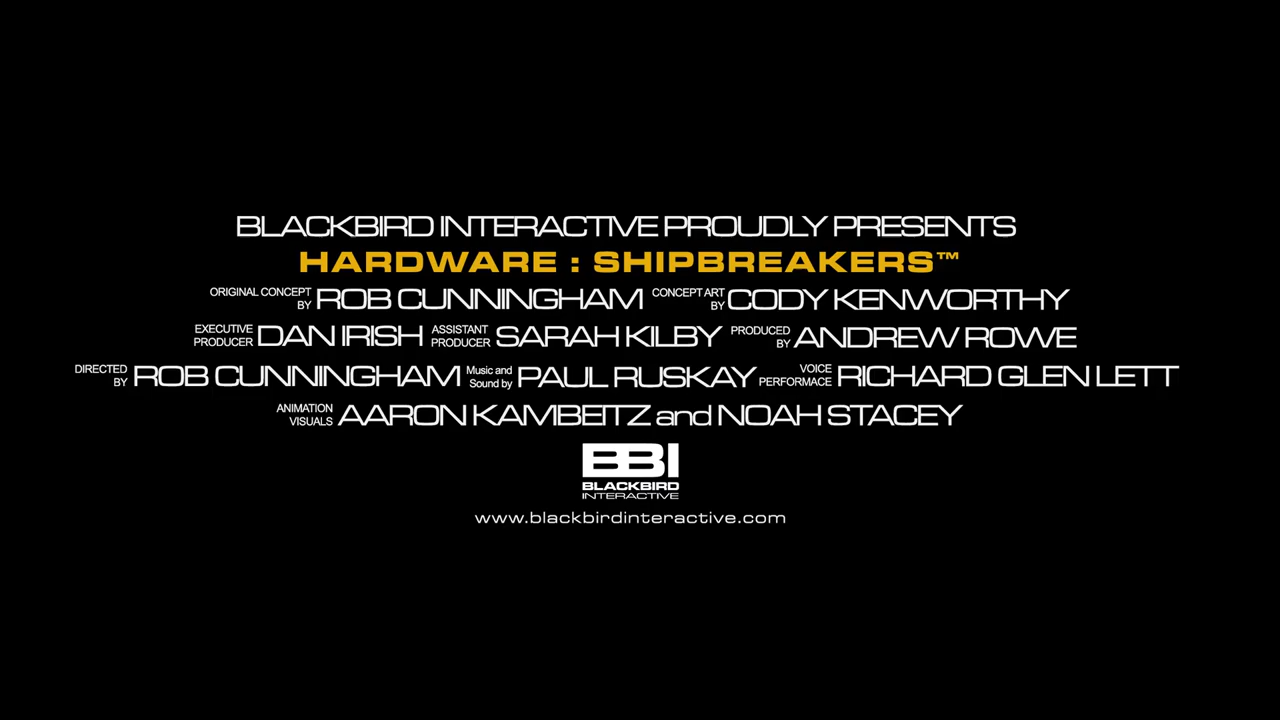 BLACKBIRD INTERACTIVE PROUDLY PRESENTS
HARDWARE : SHIPBREAKERS™
ORIGINAL CONCEPT BY ROB CUNNINGHAM CONCEPT ART BY CODY KENWORTHY
EXECUTIVE PRODUCER DAN IRISH ASSISTANT PRODUCER SARAH KILBY PRODUCED BY ANDREW ROWE
DIRECTED BY ROB CUNNINGHAM Music and Sound by PAUL RUSKAY VOICE PERFORMACE RICHARD GLEN LETT
ANIMATION VISUALS AARON KAMBEITZ and NOAH STACEY
BBI
BLACKBIRD
INTERACTIVE
www.blackbirdinteractive.com